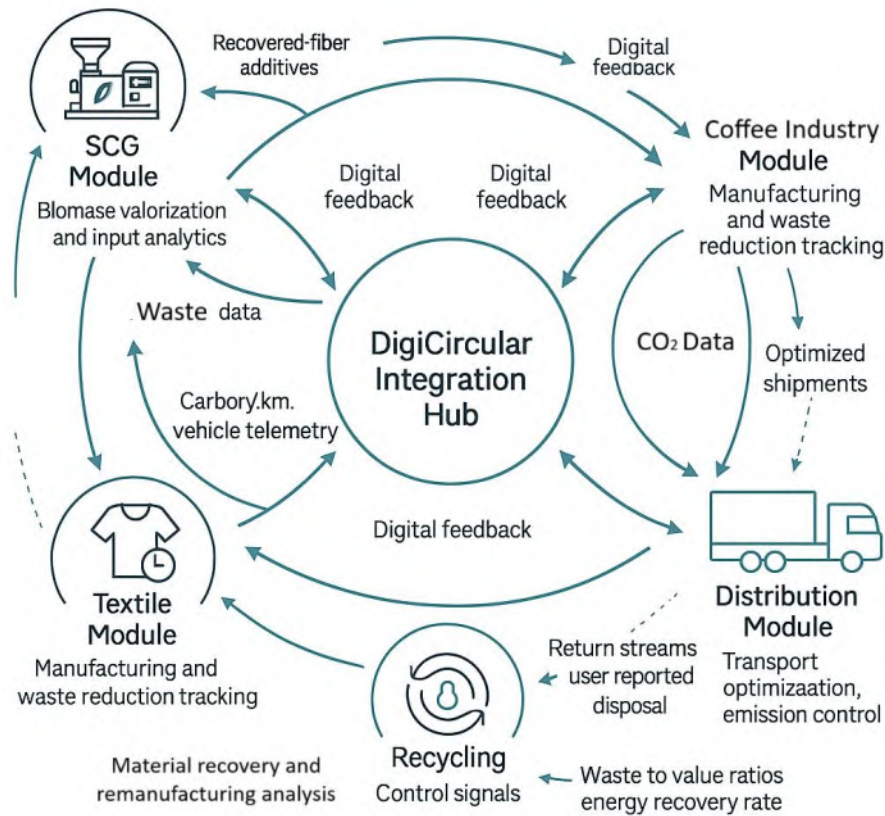 Recovered-fiber
additives
Digital
feedback
SCG
Module
Biomase valorization
and input analytics
Digital
feedback
Digital
feedback
Coffee Industry
Module
Manufacturing
and waste
reduction tracking
Waste data
DigiCircular
Integration
Hub
CO₂ Data
Optimized
shipments
Carbory.km.
vehicle telemetry
Digital feedback
Textile
Module
Manufacturing and
waste reduction tracking
Distribution
Module
Transport
optimizaation,
emission control
Return streams
user reported
disposal
Recycling
Control signals
Material recovery and
remanufacturing analysis
Waste to value ratios
energy recovery rate